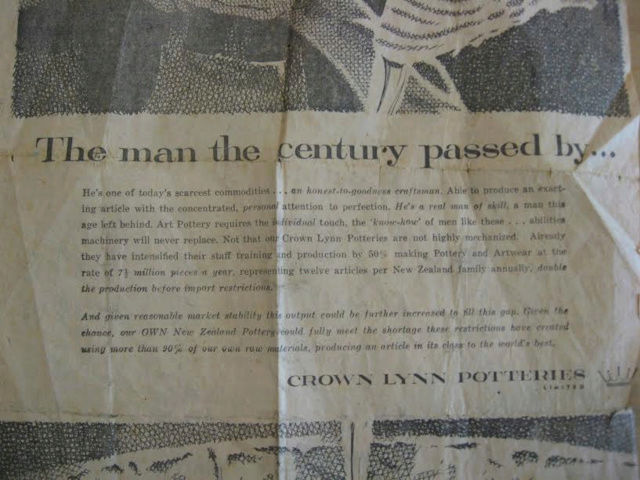 The man the century passed by...
He's one of today's scarcest commodities . . . an honest-to-goodness craftsman. Able to produce an exact-
ing article with the concentrated, personal attention to perfection. He's a real man of skill, a man this
age left behind. Art Pottery requires the individual touch, the 'know-how' of men like these . . . abilities
machinery will never replace. Not that our Crown Lynn Potteries are not highly mechanized. Already
they have intensified their staff training and production by 50% making Pottery and Artwear at the
rate of 7½ million pieces a year, representing twelve articles per New Zealand family annually, double
the production before import restrictions.
And given reasonable market stability this output could be further increased to fill this gap. Given the
chance, our OWN New Zealand Pottery could fully meet the shortage these restrictions have created
using more than 90% of our own raw materials, producing an article in its class to the world's best.
CROWN LYNN POTTERIES
LIMITED